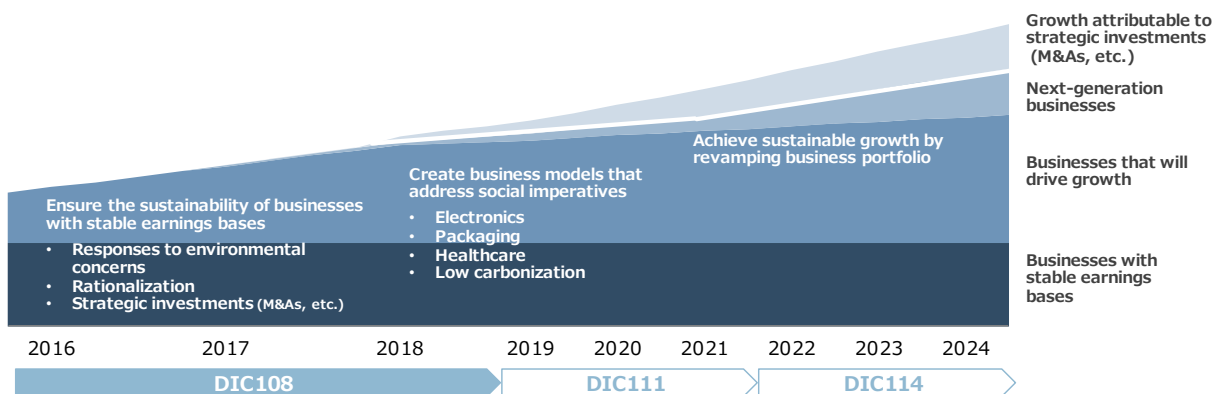 Growth attributable to
strategic investments
(M&As, etc.)
Next-generation
businesses
Businesses that will
drive growth
Businesses with
stable earnings
bases
Achieve sustainable growth by
revamping business portfolio
Create business models that
address social imperatives
• Electronics
• Packaging
• Healthcare
• Low carbonization
Ensure the sustainability of businesses
with stable earnings bases
• Responses to environmental
concerns
• Rationalization
• Strategic investments (M&As, etc.)
2016 2017 2018 2019 2020 2021 2022 2023 2024
DIC108 DIC111 DIC114